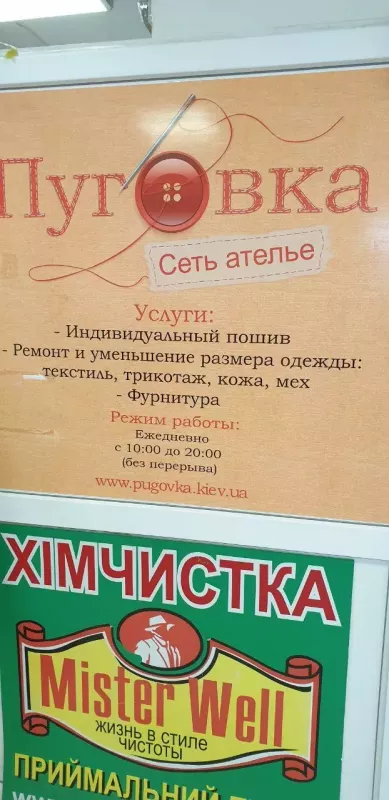 Пуговка
Сеть ателье
Услуги:
- Индивидуальный пошив
- Ремонт и уменьшение размера одежды:
текстиль, трикотаж, кожа, мех
- Фурнитура
Режим работы:
Ежедневно
с 10:00 до 20:00
(без перерыва)
www.pugovka.kiev.ua
ХІМЧИСТКА
Mister Well
жизнь в стиле
чистоты
ПРИЙМАЛЬНИЙ